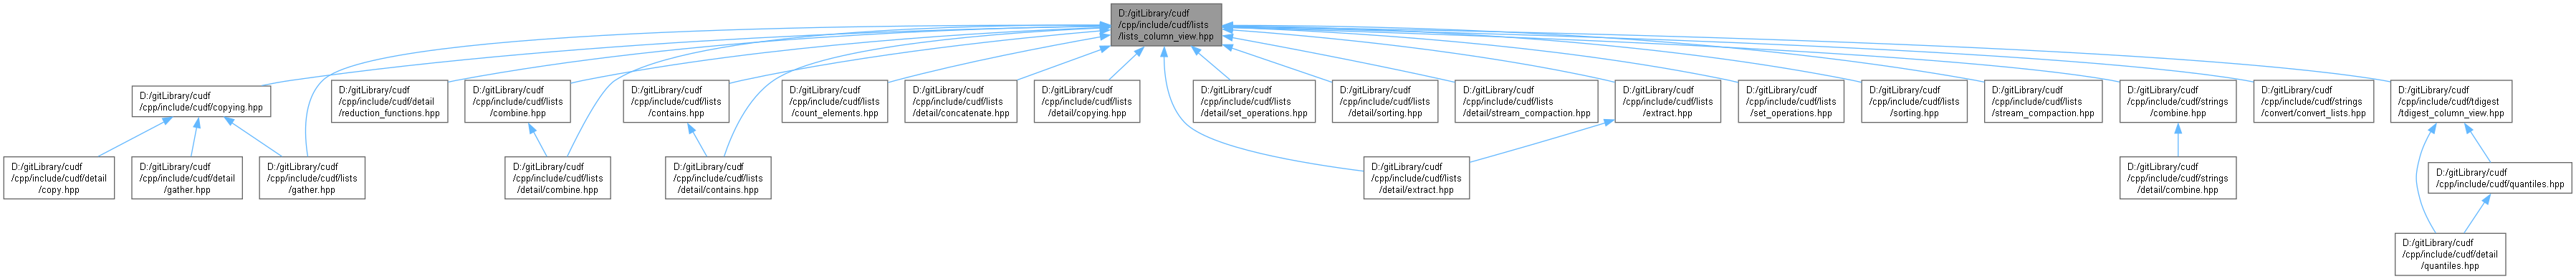 D:/gitLibrary/cudf
/cpp/include/cudf/lists
/lists_column_view.hpp
D:/gitLibrary/cudf
/cpp/include/cudf/copying.hpp
D:/gitLibrary/cudf
/cpp/include/cudf/detail
/reduction_functions.hpp
D:/gitLibrary/cudf
/cpp/include/cudf/lists
/combine.hpp
D:/gitLibrary/cudf
/cpp/include/cudf/lists
/contains.hpp
D:/gitLibrary/cudf
/cpp/include/cudf/lists
/count_elements.hpp
D:/gitLibrary/cudf
/cpp/include/cudf/lists
/detail/concatenate.hpp
D:/gitLibrary/cudf
/cpp/include/cudf/lists
/detail/copying.hpp
D:/gitLibrary/cudf
/cpp/include/cudf/lists
/detail/set_operations.hpp
D:/gitLibrary/cudf
/cpp/include/cudf/lists
/detail/sorting.hpp
D:/gitLibrary/cudf
/cpp/include/cudf/lists
/detail/stream_compaction.hpp
D:/gitLibrary/cudf
/cpp/include/cudf/lists
/extract.hpp
D:/gitLibrary/cudf
/cpp/include/cudf/lists
/set_operations.hpp
D:/gitLibrary/cudf
/cpp/include/cudf/lists
/sorting.hpp
D:/gitLibrary/cudf
/cpp/include/cudf/lists
/stream_compaction.hpp
D:/gitLibrary/cudf
/cpp/include/cudf/strings
/combine.hpp
D:/gitLibrary/cudf
/cpp/include/cudf/strings
/convert/convert_lists.hpp
D:/gitLibrary/cudf
/cpp/include/cudf/tdigest
/tdigest_column_view.hpp
D:/gitLibrary/cudf
/cpp/include/cudf/detail
/copy.hpp
D:/gitLibrary/cudf
/cpp/include/cudf/detail
/gather.hpp
D:/gitLibrary/cudf
/cpp/include/cudf/lists
/gather.hpp
D:/gitLibrary/cudf
/cpp/include/cudf/lists
/detail/combine.hpp
D:/gitLibrary/cudf
/cpp/include/cudf/lists
/detail/contains.hpp
D:/gitLibrary/cudf
/cpp/include/cudf/lists
/detail/extract.hpp
D:/gitLibrary/cudf
/cpp/include/cudf/strings
/detail/combine.hpp
D:/gitLibrary/cudf
/cpp/include/cudf/quantiles.hpp
D:/gitLibrary/cudf
/cpp/include/cudf/detail
/quantiles.hpp